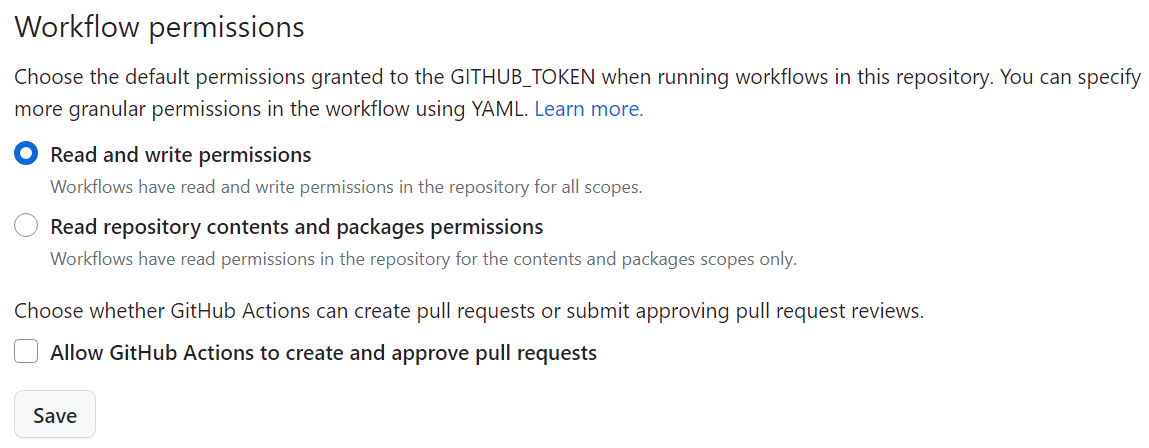 Workflow permissions
Choose the default permissions granted to the GITHUB_TOKEN when running workflows in this repository. You can specify
more granular permissions in the workflow using YAML. Learn more.
Read and write permissions
Workflows have read and write permissions in the repository for all scopes.
Read repository contents and packages permissions
Workflows have read permissions in the repository for the contents and packages scopes only.
Choose whether GitHub Actions can create pull requests or submit approving pull request reviews.
Allow GitHub Actions to create and approve pull requests
Save